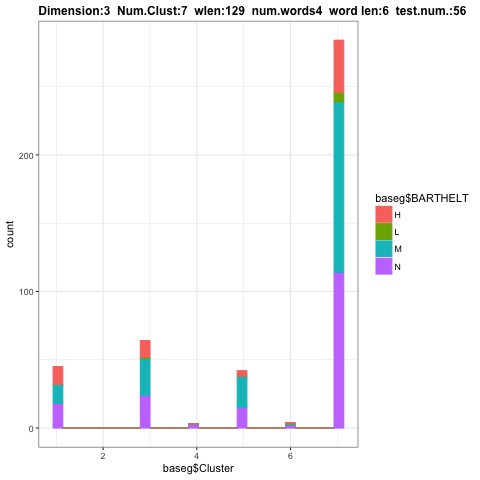 Dimension:3 Num.Clust:7 wlen:129 num.words4 word len:6 test.num.:56
200
100
0
count
2
4
6
baseg$Cluster
baseg$BARTHELT
H
L
M
N